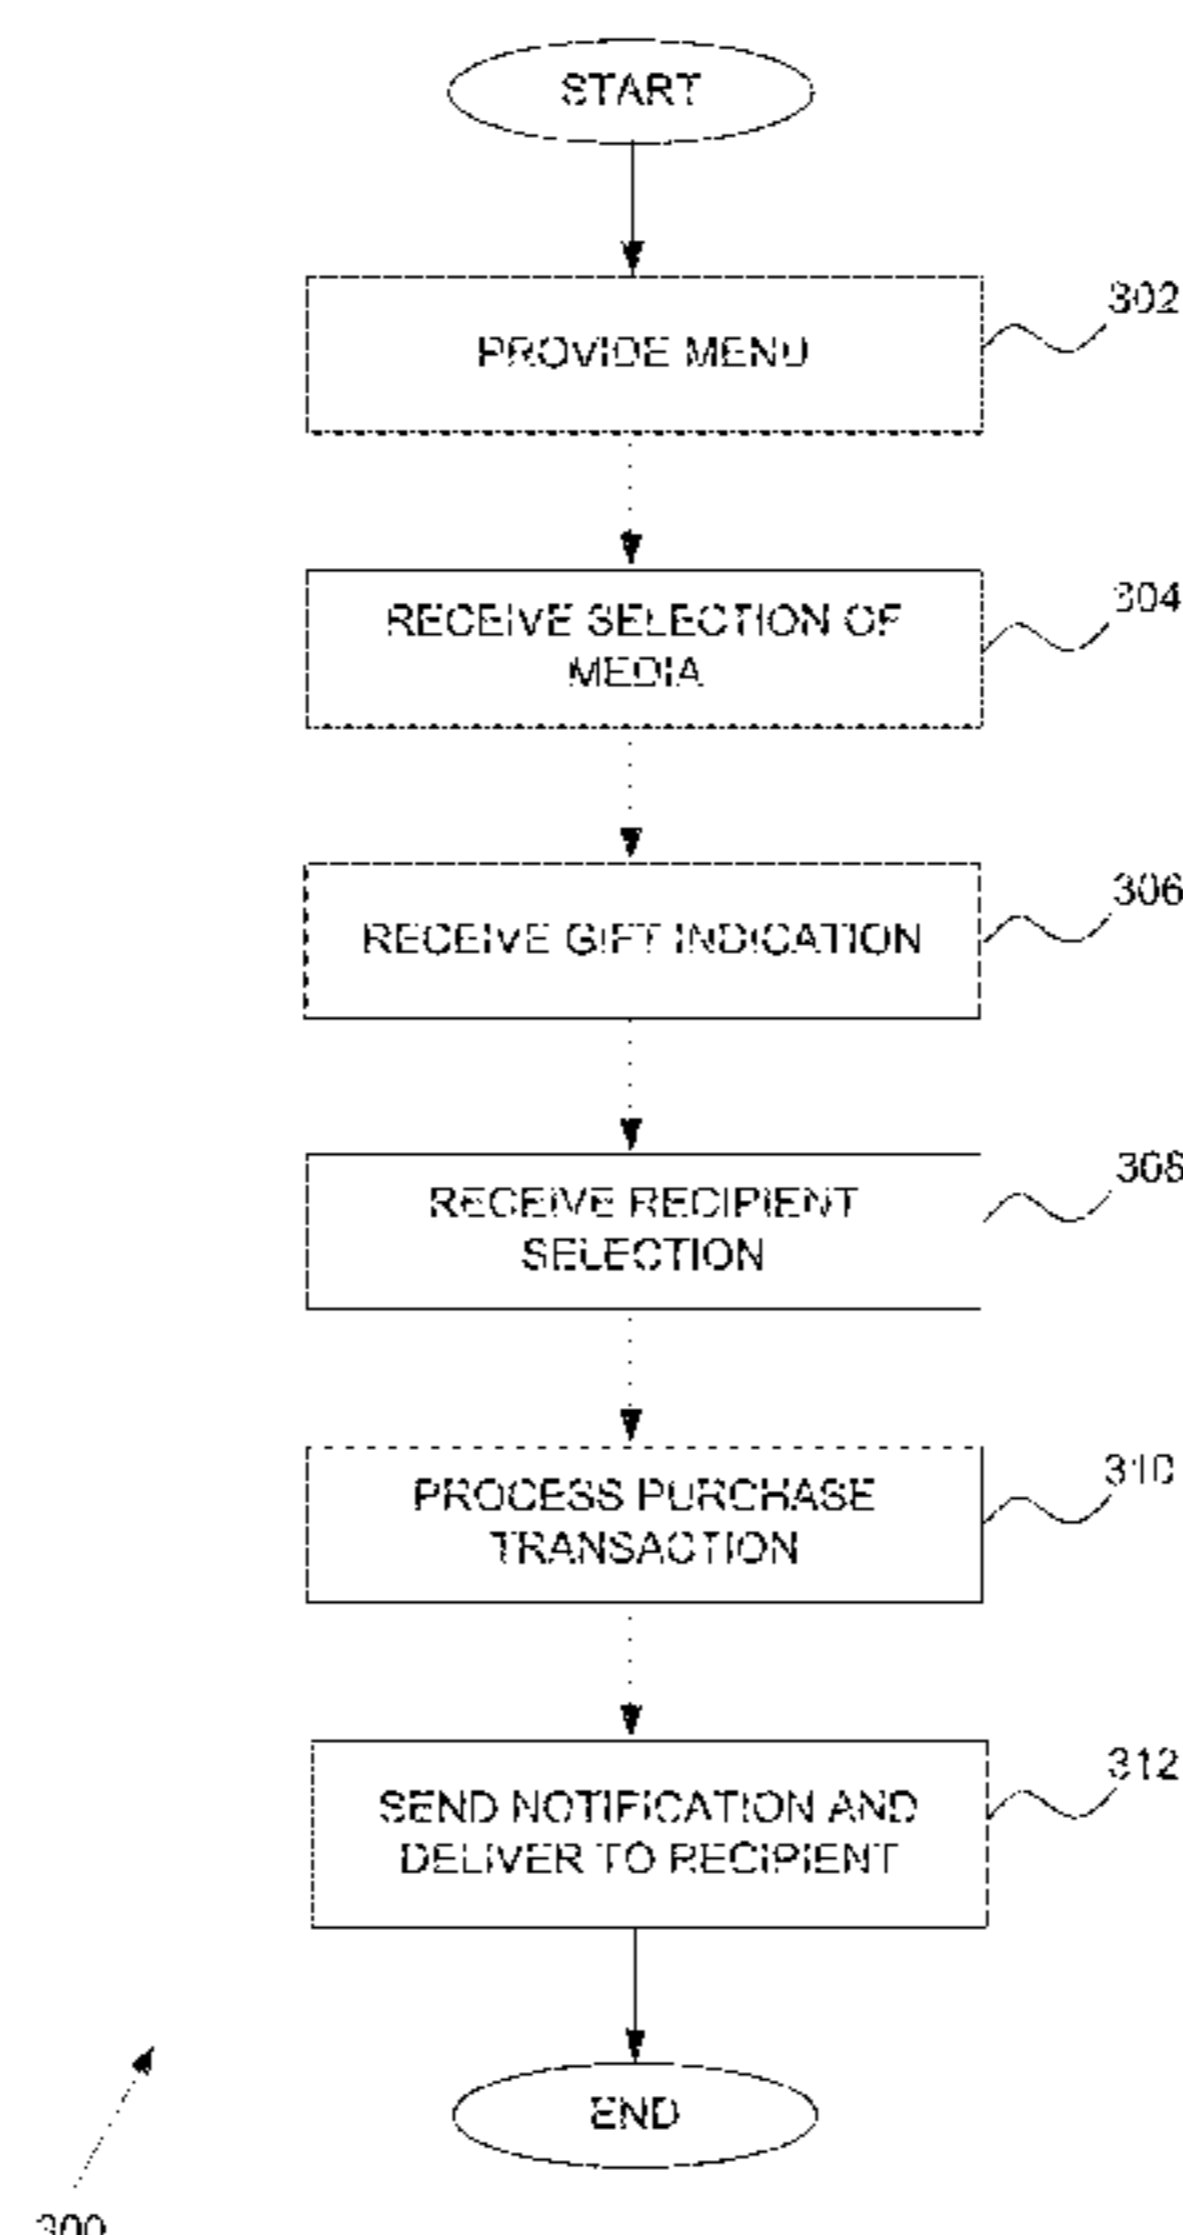 START
PROVIDE MENU
302
RECEIVE SELECTION OF
MEDIA
304
RECEIVE GIFT INDICATION
306
RECEIVE RECIPIENT
SELECTION
308
PROCESS PURCHASE
TRANSACTION
310
SEND NOTIFICATION AND
DELIVER TO RECIPIENT
312
END
300